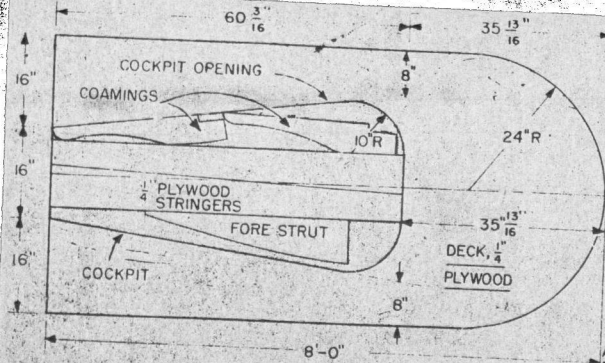 60 3/16
35 13/16
16"
COCKPIT OPENING
8"
COAMINGS
10"R
24"R
16"
1/4" PLYWOOD
STRINGERS
35" 13/16
FORE STRUT
DECK, 1/4"
PLYWOOD
16"
COCKPIT
8"
8'-0"